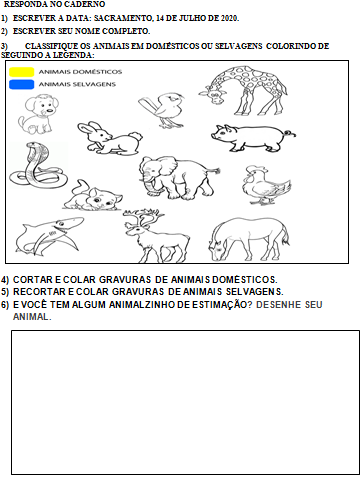 RESPONDA NO CADERNO
1) ESCREVER A DATA: SACRAMENTO, 14 DE JULHO DE 2020.
2) ESCREVER SEU NOME COMPLETO.
3) CLASSIFIQUE OS ANIMAIS EM DOMÉSTICOS OU SELVAGENS COLORINDO DE
SEGUINDO A LEGENDA:
ANIMAIS DOMÉSTICOS
ANIMAIS SELVAGENS
4) CORTAR E COLAR GRAVURAS DE ANIMAIS DOMÉSTICOS.
5) RECORTAR E COLAR GRAVURAS DE ANIMAIS SELVAGENS.
6) E VOCÊ TEM ALGUM ANIMALZINHO DE ESTIMAÇÃO? DESENHE SEU
ANIMAL.